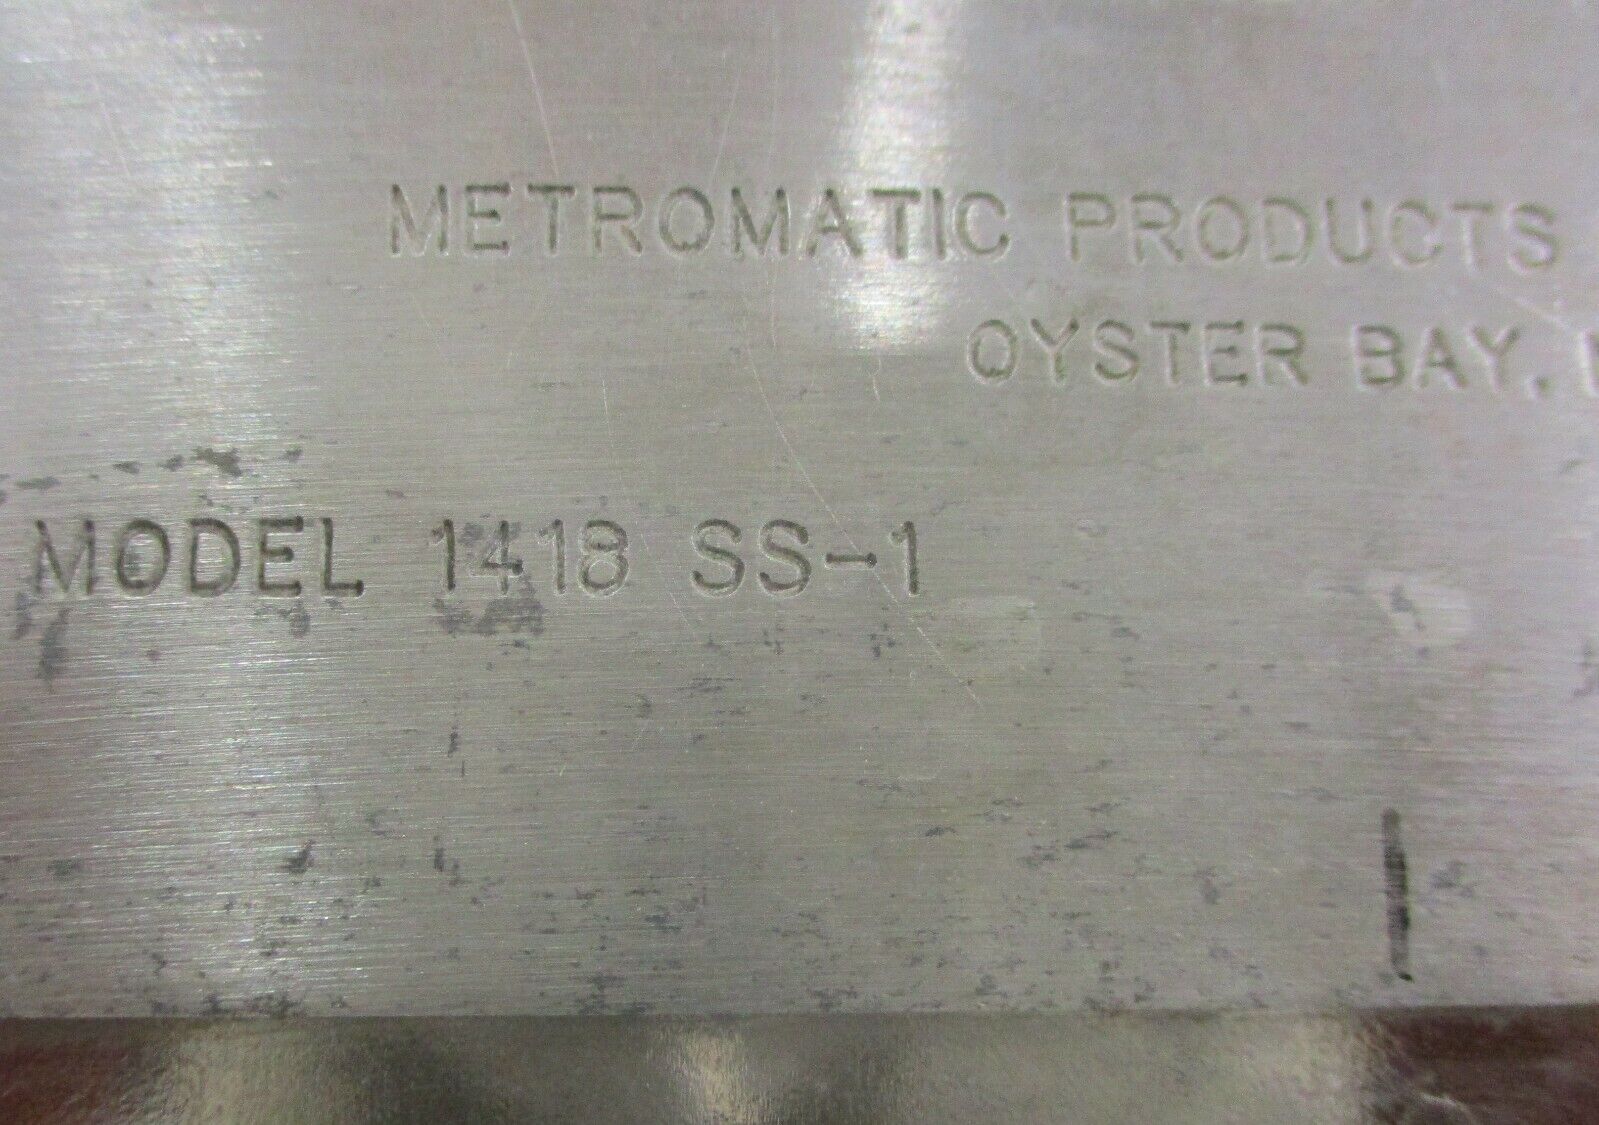 METROMATIC PRODUCTS
OYSTER BAY,
MODEL 1418 SS-1